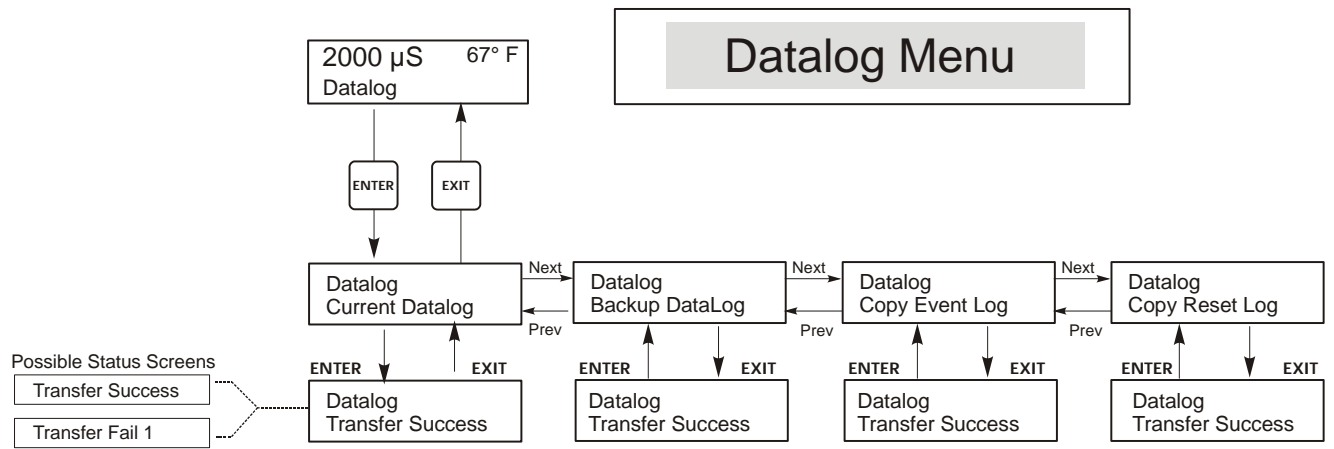 Datalog Menu
2000 µS 67° F
Datalog
ENTER
EXIT
Datalog
Current Datalog
Next
Prev
Datalog
Backup DataLog
Next
Prev
Datalog
Copy Event Log
Next
Prev
Datalog
Copy Reset Log
Possible Status Screens
Transfer Success
Transfer Fail 1
ENTER
EXIT
Datalog
Transfer Success
ENTER
EXIT
Datalog
Transfer Success
ENTER
EXIT
Datalog
Transfer Success
ENTER
EXIT
Datalog
Transfer Success